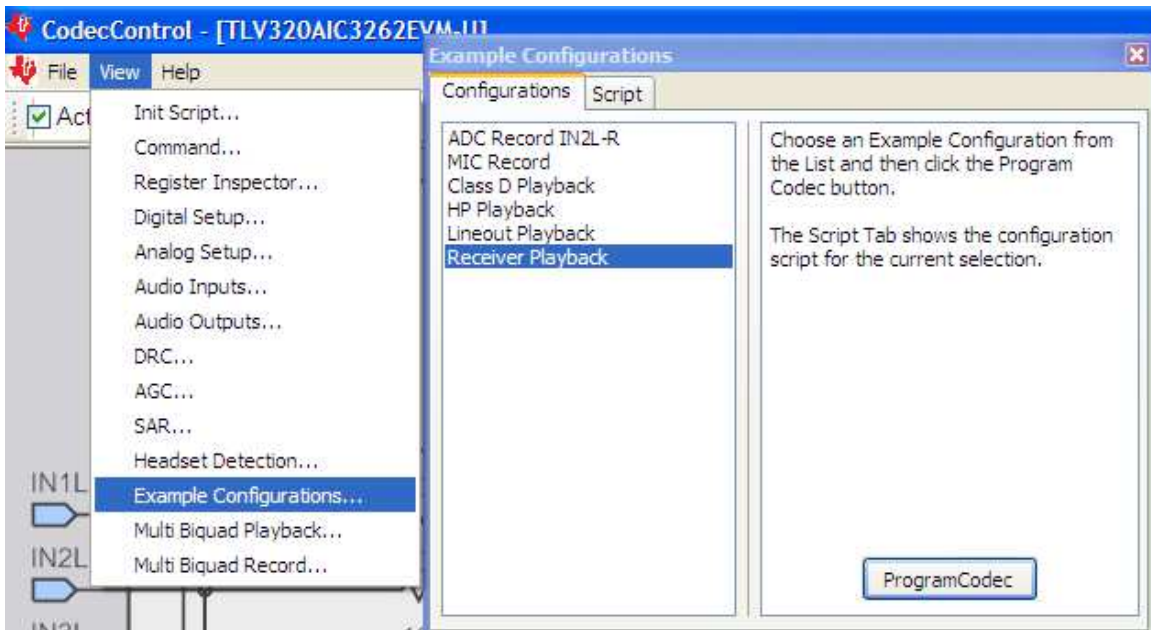 CodecControl - [TLV320AIC3262EVM-U]
File View Help
Act
Init Script...
Command...
Register Inspector...
Digital Setup...
Analog Setup...
Audio Inputs...
Audio Outputs...
DRC...
AGC...
SAR...
Headset Detection...
Example Configurations...
Multi Biquad Playback...
Multi Biquad Record...
IN1L
IN2L
Example Configurations
Configurations Script
ADC Record IN2L-R
MIC Record
Class D Playback
HP Playback
Lineout Playback
Receiver Playback
Choose an Example Configuration from
the List and then click the Program
Codec button.
The Script Tab shows the configuration
script for the current selection.
ProgramCodec